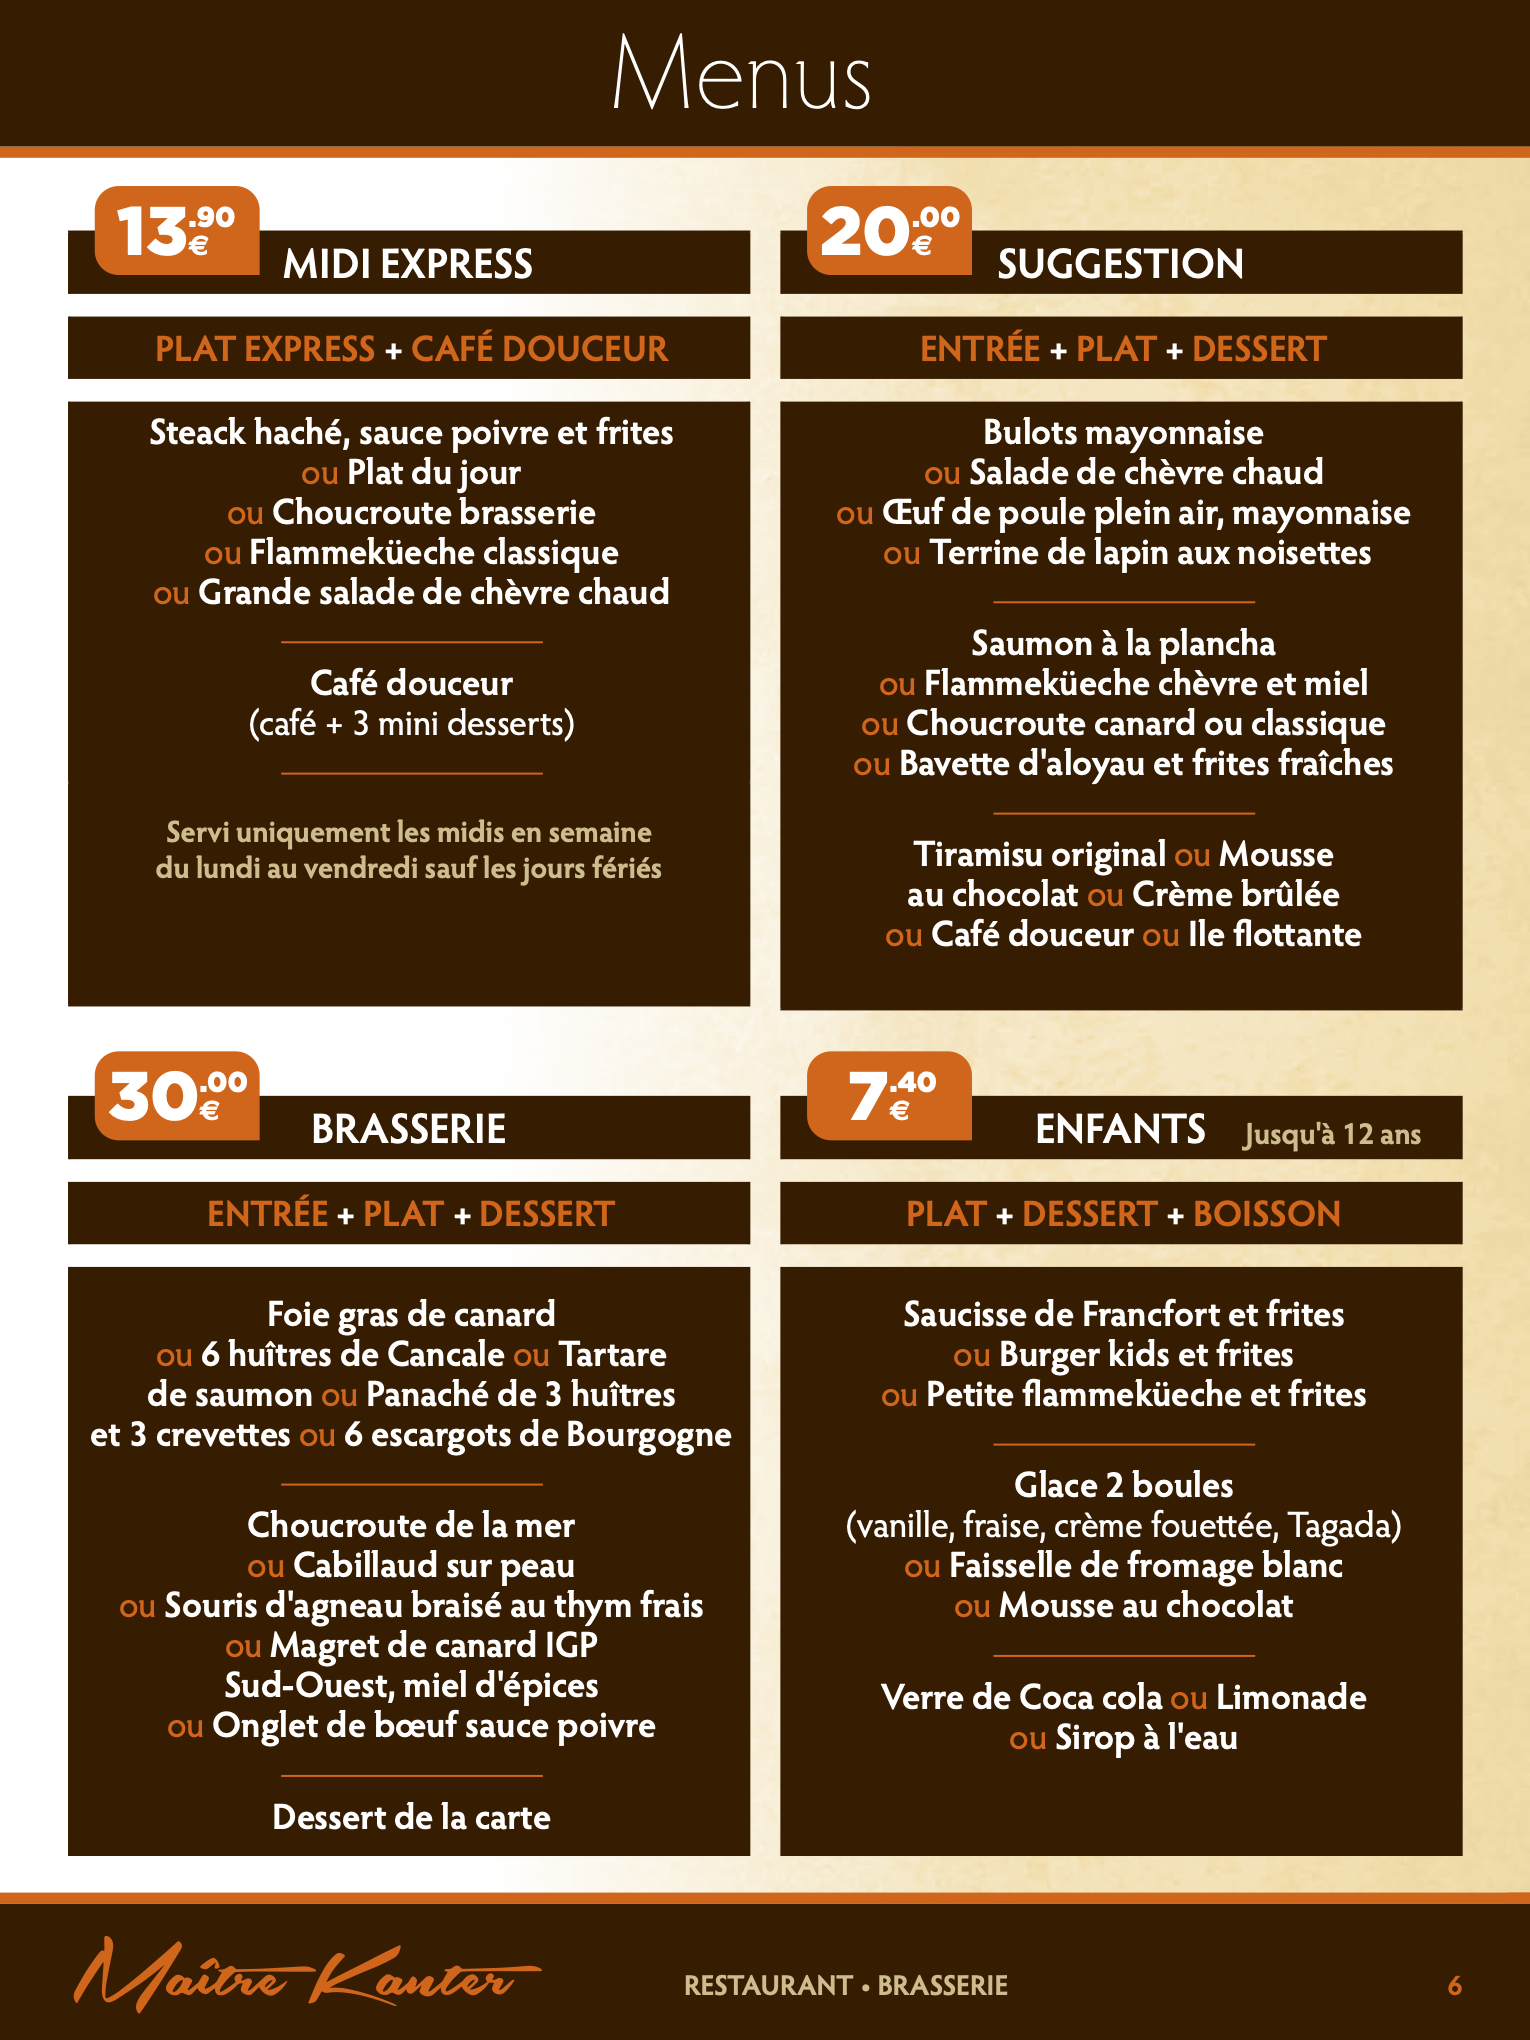 Menus
13.90€
MIDI EXPRESS
PLAT EXPRESS + CAFÉ DOUCEUR
Steack haché, sauce poivre et frites
ou Plat du jour
ou Choucroute brasserie
ou Flammeküeche classique
ou Grande salade de chèvre chaud
Café douceur
(café + 3 mini desserts)
Servi uniquement les midis en semaine
du lundi au vendredi sauf les jours fériés
20.00€
SUGGESTION
ENTRÉE + PLAT + DESSERT
Bulots mayonnaise
ou Salade de chèvre chaud
ou Œuf de poule plein air, mayonnaise
ou Terrine de lapin aux noisettes
Saumon à la plancha
ou Flammeküeche chèvre et miel
ou Choucroute canard ou classique
ou Bavette d'aloyau et frites fraîches
Tiramisu original ou Mousse
au chocolat ou Crème brûlée
ou Café douceur ou Ile flottante
30.00€
BRASSERIE
ENTRÉE + PLAT + DESSERT
Foie gras de canard
ou 6 huîtres de Cancale ou Tartare
de saumon ou Panaché de 3 huîtres
et 3 crevettes ou 6 escargots de Bourgogne
Choucroute de la mer
ou Cabillaud sur peau
ou Souris d'agneau braisé au thym frais
ou Magret de canard IGP
Sud-Ouest, miel d'épices
ou Onglet de bœuf sauce poivre
Dessert de la carte
7.40€
ENFANTS Jusqu'à 12 ans
PLAT + DESSERT + BOISSON
Saucisse de Francfort et frites
ou Burger kids et frites
ou Petite flammeküeche et frites
Glace 2 boules
(vanille, fraise, crème fouettée, Tagada)
ou Faisselle de fromage blanc
ou Mousse au chocolat
Verre de Coca cola ou Limonade
ou Sirop à l'eau
Maître Kanter
RESTAURANT • BRASSERIE
6